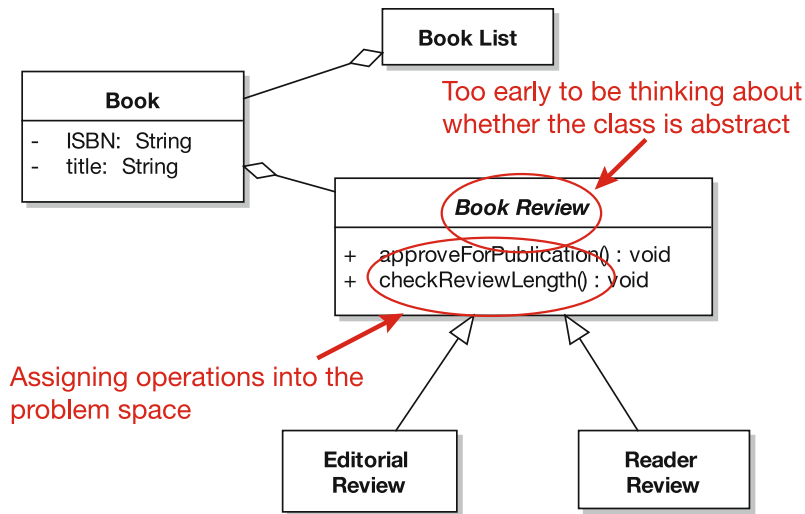 Book List
Book
- ISBN: String
- title: String
Too early to be thinking about
whether the class is abstract
Book Review
+ approveForPublication() : void
+ checkReviewLength() : void
Assigning operations into the
problem space
Editorial
Review
Reader
Review